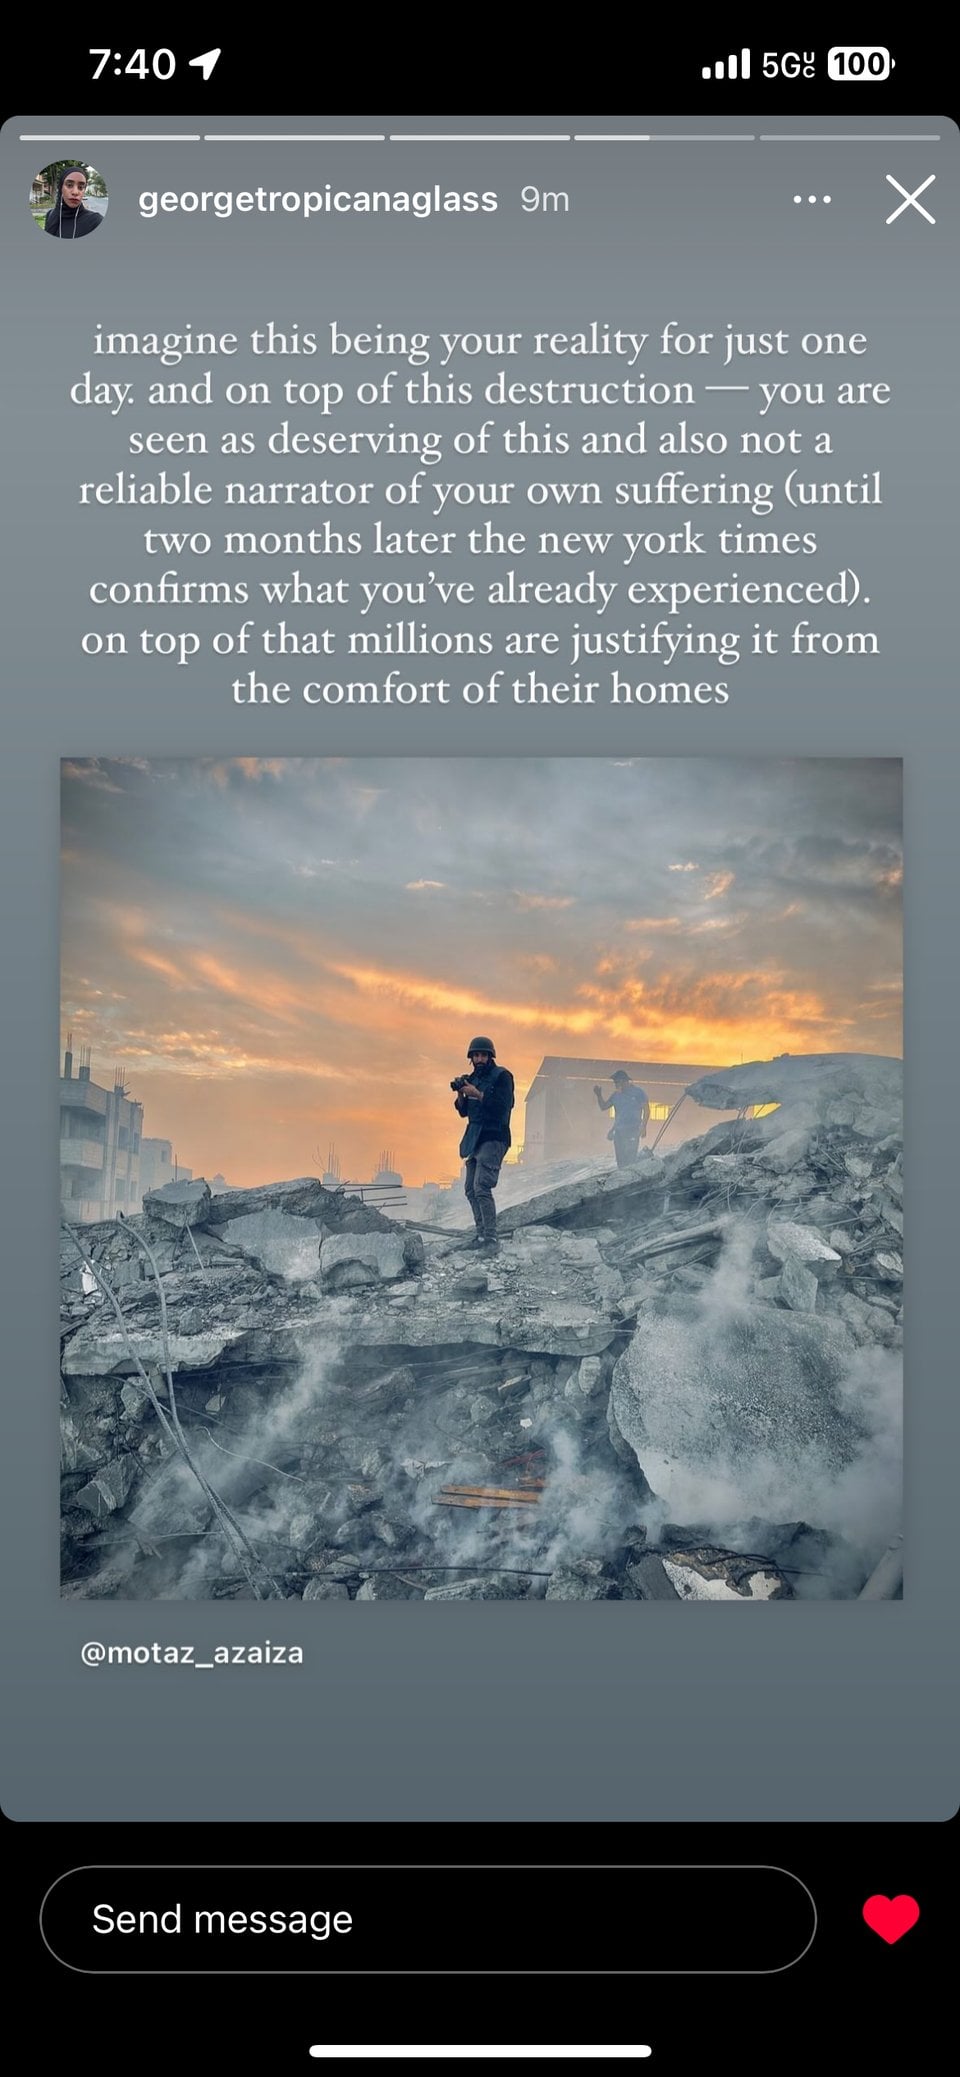 7:40
5GUC
100
georgetropicanaglass 9m
imagine this being your reality for just one
day. and on top of this destruction — you are
seen as deserving of this and also not a
reliable narrator of your own suffering (until
two months later the new york times
confirms what you’ve already experienced).
on top of that millions are justifying it from
the comfort of their homes
@motaz_azaiza
Send message